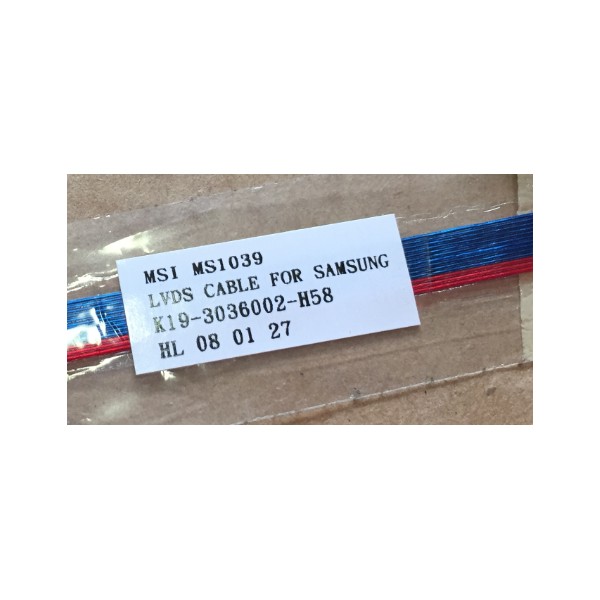 MSI MS1039
LVDS CABLE FOR SAMSUNG
K19-3036002-H58
HL 08 01 27